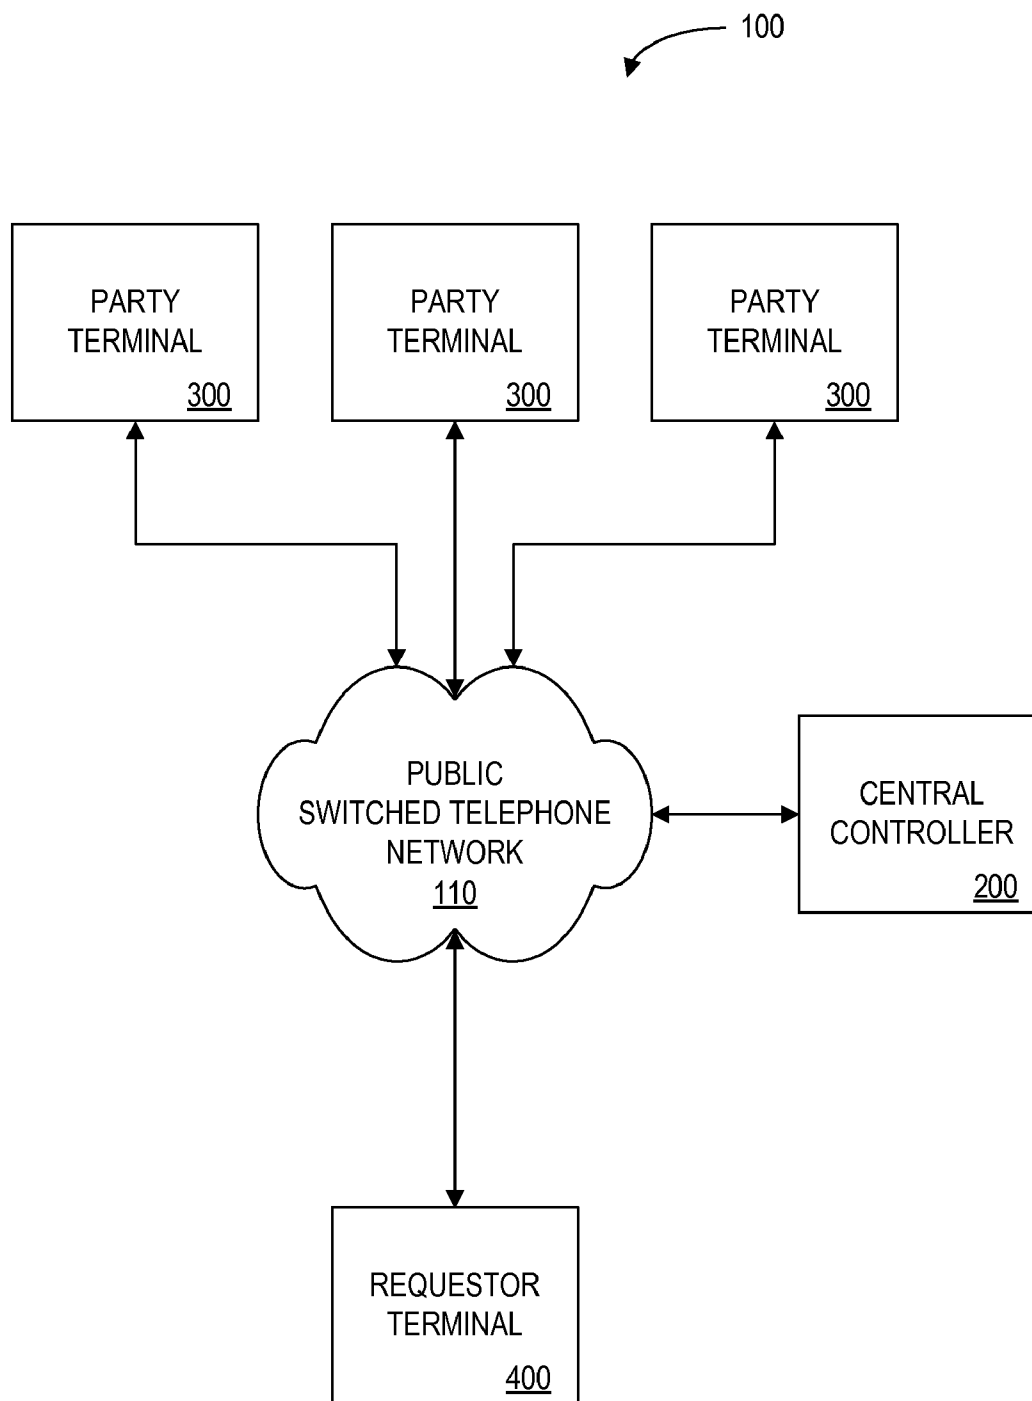 100
PARTY
TERMINAL
300
PARTY
TERMINAL
300
PARTY
TERMINAL
300
PUBLIC
SWITCHED TELEPHONE
NETWORK
110
CENTRAL
CONTROLLER
200
REQUESTOR
TERMINAL
400